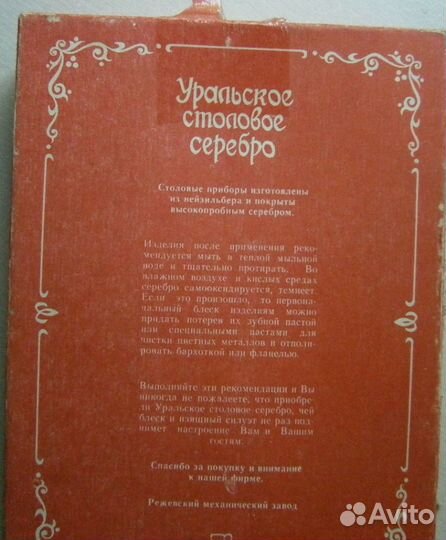 Уральское
столовое
серебро
Столовые приборы изготовлены
из нейзильбера и покрыты
высокопробным серебром.
Изделия после применения реко-
мендуется мыть в теплой мыльной
воде и тщательно протирать. Во
влажном воздухе и кислых средах
серебро самооксидируется, темнеет.
Если это произошло, то первона-
чальный блеск изделиям можно
придать потерев их зубной пастой
или специальными пастами для
чистки цветных металлов и отполи-
ровать бархоткой или фланелью.
Выполняйте эти рекомендации и Вы
никогда не пожалеете, что приобре-
ли Уральское столовое серебро, чей
блеск и изящный силуэт не раз под-
нимет настроение Вам и Вашим
гостям.
Спасибо за покупку и внимание
к нашей фирме.
Режевский механический завод
Avito